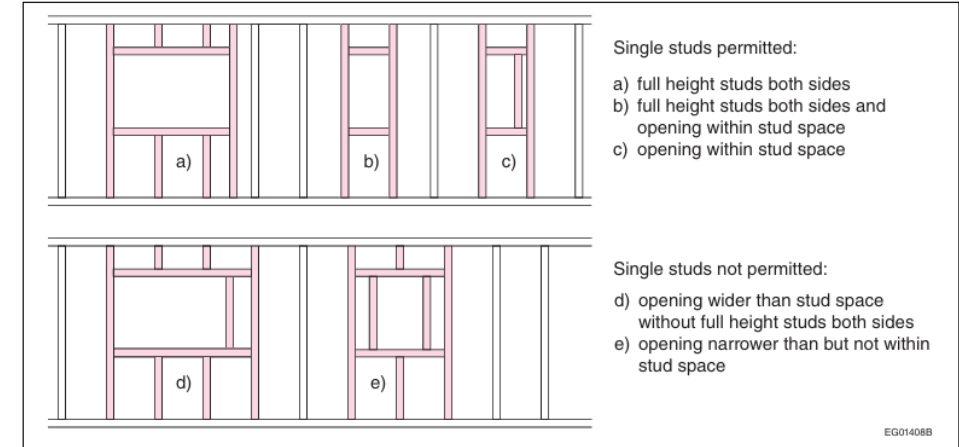 Single studs permitted:
a) full height studs both sides
b) full height studs both sides and
opening within stud space
c) opening within stud space
a)
b)
c)
Single studs not permitted:
d) opening wider than stud space
without full height studs both sides
e) opening narrower than but not within
stud space
d)
e)
EG01408B